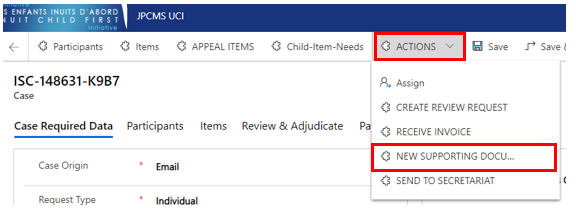 ES ENFANTS INUITS D'ABORD
NUIT CHILD FIRST
Initiative
JPCMS UCI
Participants
Items
APPEAL ITEMS
Child-Item-Needs
ACTIONS
Save
Save &
ISC-148631-K9B7
Case
Assign
CREATE REVIEW REQUEST
RECEIVE INVOICE
NEW SUPPORTING DOCU...
SEND TO SECRETARIAT
Case Required Data
Participants
Items
Review & Adjudicate
Pa
Case Origin
*
Email
Request Type
*
Individual